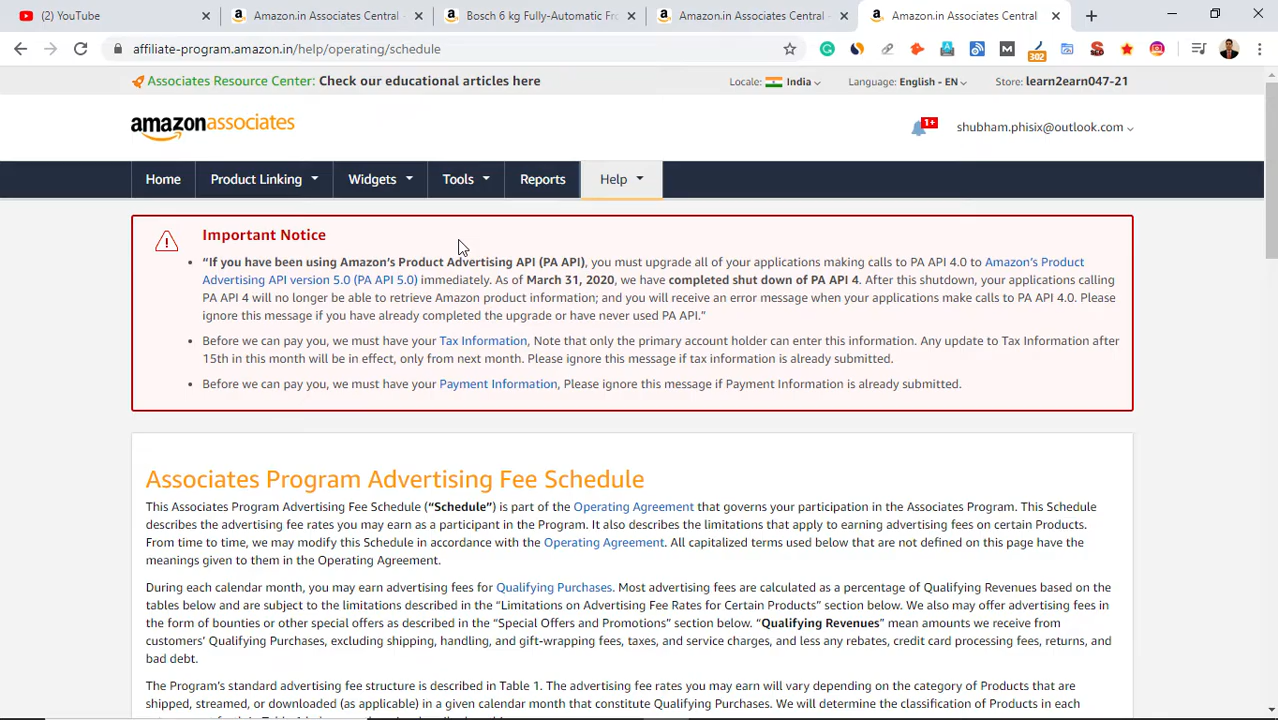 (2) YouTube
Amazon.in Associates Central -
Bosch 6 kg Fully-Automatic Fro
Amazon.in Associates Central -
Amazon.in Associates Central
affiliate-program.amazon.in/help/operating/schedule
302
Associates Resource Center: Check our educational articles here
Locale: India
Language: English - EN
Store: learn2earn047-21
amazonassociates
1+
shubham.phisix@outlook.com
Home
Product Linking
Widgets
Tools
Reports
Help
Important Notice
• “If you have been using Amazon’s Product Advertising API (PA API), you must upgrade all of your applications making calls to PA API 4.0 to Amazon’s Product
Advertising API version 5.0 (PA API 5.0) immediately. As of March 31, 2020, we have completed shut down of PA API 4. After this shutdown, your applications calling
PA API 4 will no longer be able to retrieve Amazon product information; and you will receive an error message when your applications make calls to PA API 4.0. Please
ignore this message if you have already completed the upgrade or have never used PA API.”
• Before we can pay you, we must have your Tax Information, Note that only the primary account holder can enter this information. Any update to Tax Information after
15th in this month will be in effect, only from next month. Please ignore this message if tax information is already submitted.
• Before we can pay you, we must have your Payment Information, Please ignore this message if Payment Information is already submitted.
Associates Program Advertising Fee Schedule
This Associates Program Advertising Fee Schedule (“Schedule”) is part of the Operating Agreement that governs your participation in the Associates Program. This Schedule
describes the advertising fee rates you may earn as a participant in the Program. It also describes the limitations that apply to earning advertising fees on certain Products.
From time to time, we may modify this Schedule in accordance with the Operating Agreement. All capitalized terms used below that are not defined on this page have the
meanings given to them in the Operating Agreement.
During each calendar month, you may earn advertising fees for Qualifying Purchases. Most advertising fees are calculated as a percentage of Qualifying Revenues based on the
tables below and are subject to the limitations described in the “Limitations on Advertising Fee Rates for Certain Products” section below. We also may offer advertising fees in
the form of bounties or other special offers as described in the “Special Offers and Promotions” section below. “Qualifying Revenues” mean amounts we receive from
customers’ Qualifying Purchases, excluding shipping, handling, and gift-wrapping fees, taxes, and service charges, and less any rebates, credit card processing fees, returns, and
bad debt.
The Program’s standard advertising fee structure is described in Table 1. The advertising fee rates you may earn will vary depending on the category of Products that are
shipped, streamed, or downloaded (as applicable) in a given calendar month that constitute Qualifying Purchases. We will determine the classification of Products in each